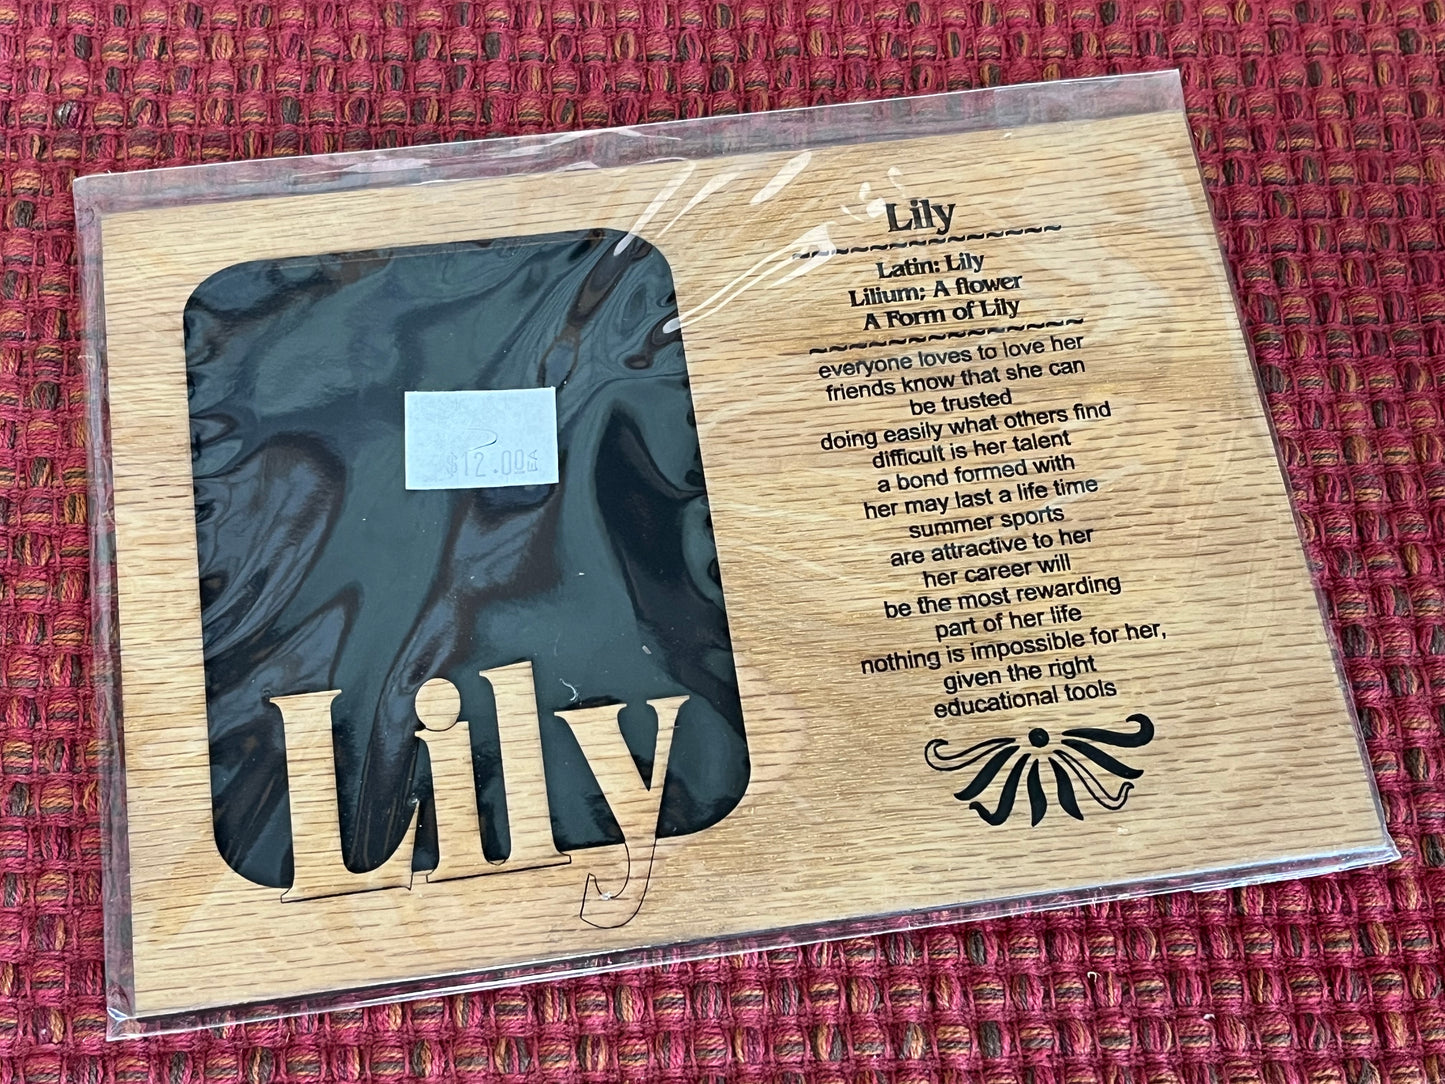 Lily
~~~~~~~~~~~~~
Latin: Lily
Lilium; A flower
A Form of Lily
~~~~~~~~~~~~~
everyone loves to love her
friends know that she can
be trusted
doing easily what others find
difficult is her talent
a bond formed with
her may last a life time
summer sports
are attractive to her
her career will
be the most rewarding
part of her life
nothing is impossible for her,
given the right
educational tools
$12.00 EA
Lily